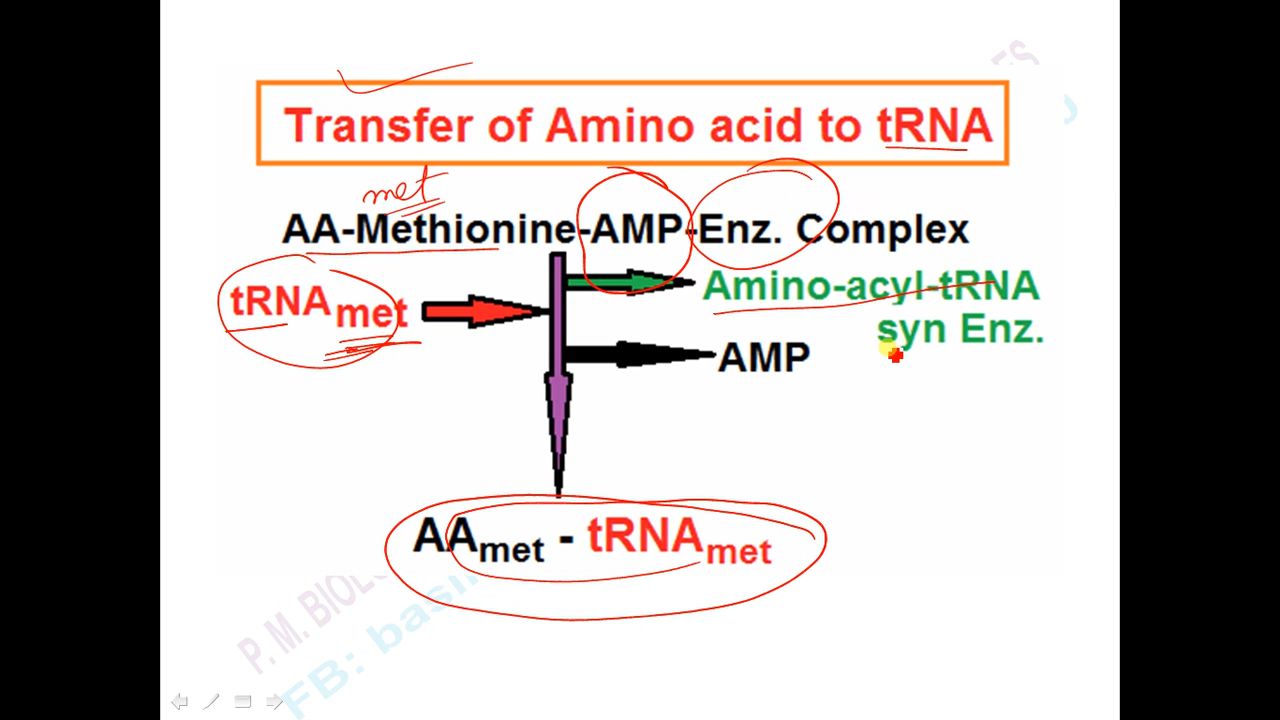 Transfer of Amino acid to tRNA
met
AA-Methionine-AMP-Enz. Complex
tRNAmet
Amino-acyl-tRNA
syn Enz.
AMP
AAmet - tRNAmet
P. M.
FB: